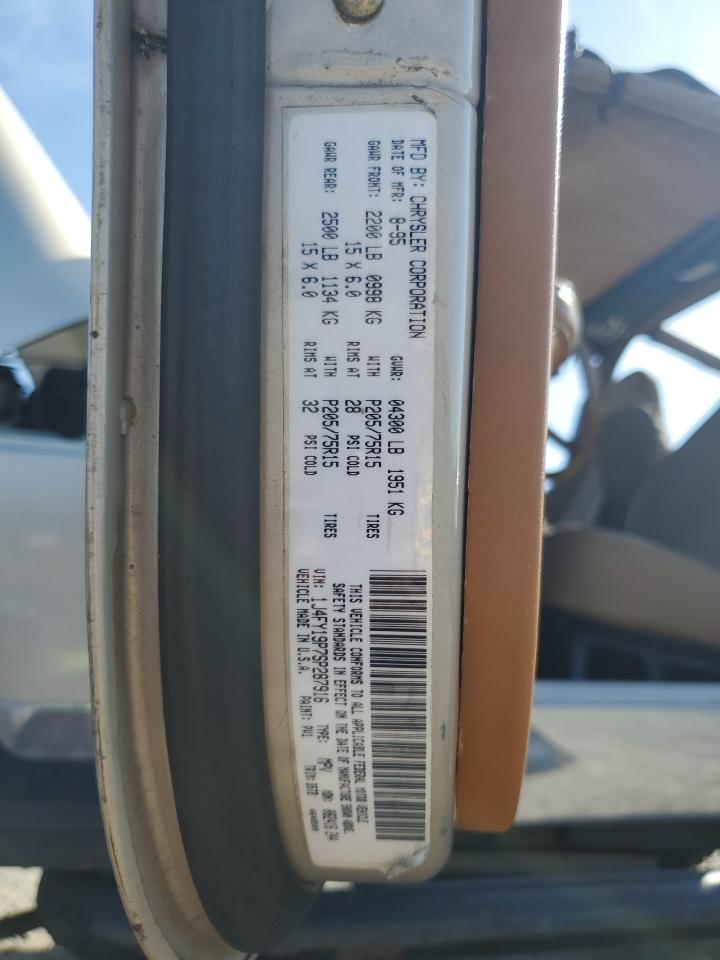 MFD BY: CHRYSLER CORPORATION
DATE OF MFR: 8-95 GVWR: 04300 LB 1951 KG
GAWR FRONT: 2200 LB 0998 KG WITH P205/75R15 TIRES
15 X 6.0 RIMS AT 28 PSI COLD
GAWR REAR: 2500 LB 1134 KG WITH P205/75R15 TIRES
15 X 6.0 RIMS AT 32 PSI COLD
THIS VEHICLE CONFORMS TO ALL APPLICABLE FEDERAL MOTOR VEHICLE
SAFETY STANDARDS IN EFFECT ON THE DATE OF MANUFACTURE SHOWN ABOVE
VIN: 1J4FY19P7SP287916 TYPE: MPV
VEHICLE MADE IN U.S.A. PAINT: TRIM: